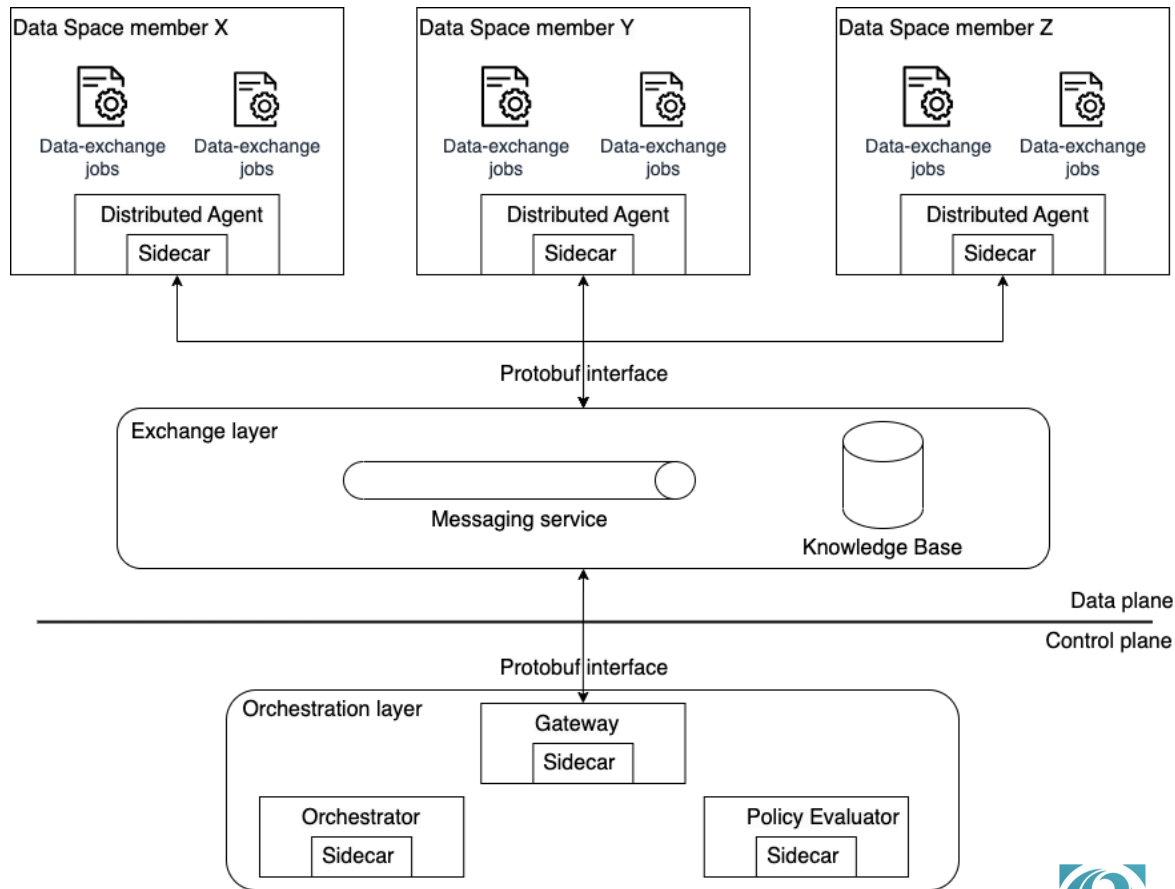 Data Space member X
Data Space member Y
Data Space member Z
Data-exchange
jobs
Data-exchange
jobs
Data-exchange
jobs
Data-exchange
jobs
Data-exchange
jobs
Data-exchange
jobs
Distributed Agent
Sidecar
Distributed Agent
Sidecar
Distributed Agent
Sidecar
Protobuf interface
Exchange layer
Messaging service
Knowledge Base
Data plane
Control plane
Protobuf interface
Orchestration layer
Gateway
Sidecar
Orchestrator
Sidecar
Policy Evaluator
Sidecar